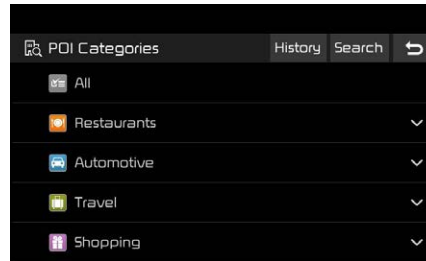 POI Categories History Search
All
Restaurants
Automotive
Travel
Shopping